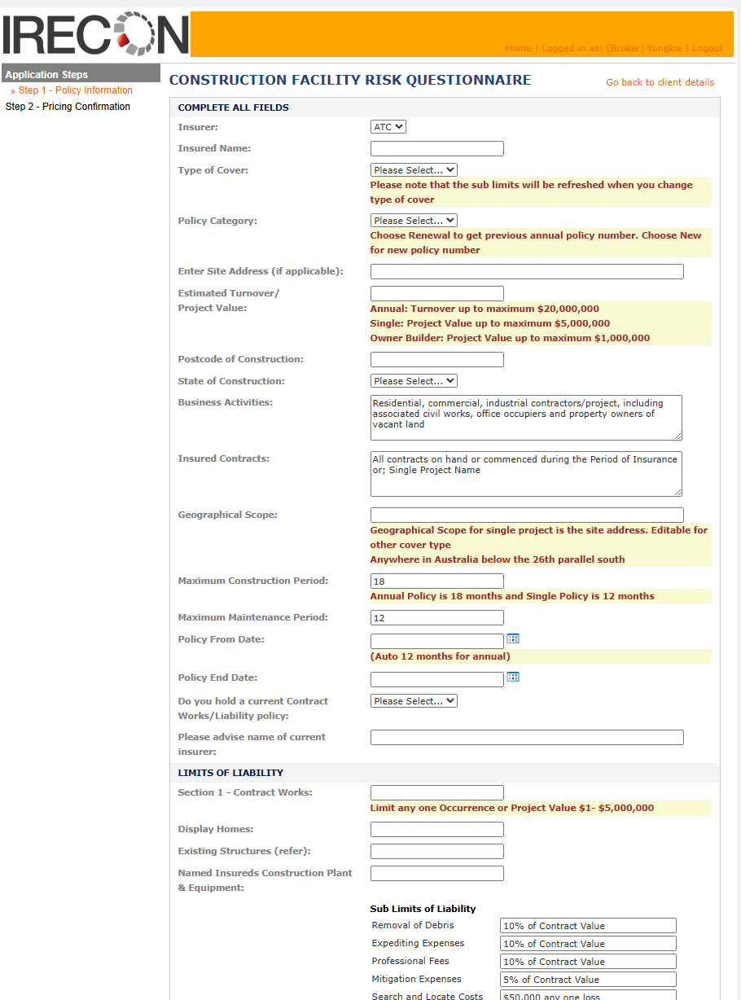 IRECON
Home | Logged in as: (Broker) Yongkie | Logout
Application Steps
» Step 1 - Policy Information
Step 2 - Pricing Confirmation
CONSTRUCTION FACILITY RISK QUESTIONNAIRE
Go back to client details
COMPLETE ALL FIELDS
Insurer:
ATC
Insured Name:
Type of Cover:
Please Select...
Please note that the sub limits will be refreshed when you change
type of cover
Policy Category:
Please Select...
Choose Renewal to get previous annual policy number. Choose New
for new policy number
Enter Site Address (if applicable):
Estimated Turnover/
Project Value:
Annual: Turnover up to maximum $20,000,000
Single: Project Value up to maximum $5,000,000
Owner Builder: Project Value up to maximum $1,000,000
Postcode of Construction:
State of Construction:
Please Select...
Business Activities:
Residential, commercial, industrial contractors/project, including
associated civil works, office occupiers and property owners of
vacant land
Insured Contracts:
All contracts on hand or commenced during the Period of Insurance
or; Single Project Name
Geographical Scope:
Geographical Scope for single project is the site address. Editable for
other cover type
Anywhere in Australia below the 26th parallel south
Maximum Construction Period:
18
Annual Policy is 18 months and Single Policy is 12 months
Maximum Maintenance Period:
12
Policy From Date:
(Auto 12 months for annual)
Policy End Date:
Do you hold a current Contract
Works/Liability policy:
Please Select...
Please advise name of current
insurer:
LIMITS OF LIABILITY
Section 1 - Contract Works:
Limit any one Occurrence or Project Value $1- $5,000,000
Display Homes:
Existing Structures (refer):
Named Insureds Construction Plant
& Equipment:
Sub Limits of Liability
Removal of Debris
10% of Contract Value
Expediting Expenses
10% of Contract Value
Professional Fees
10% of Contract Value
Mitigation Expenses
5% of Contract Value
Search and Locate Costs
$50,000 any one loss